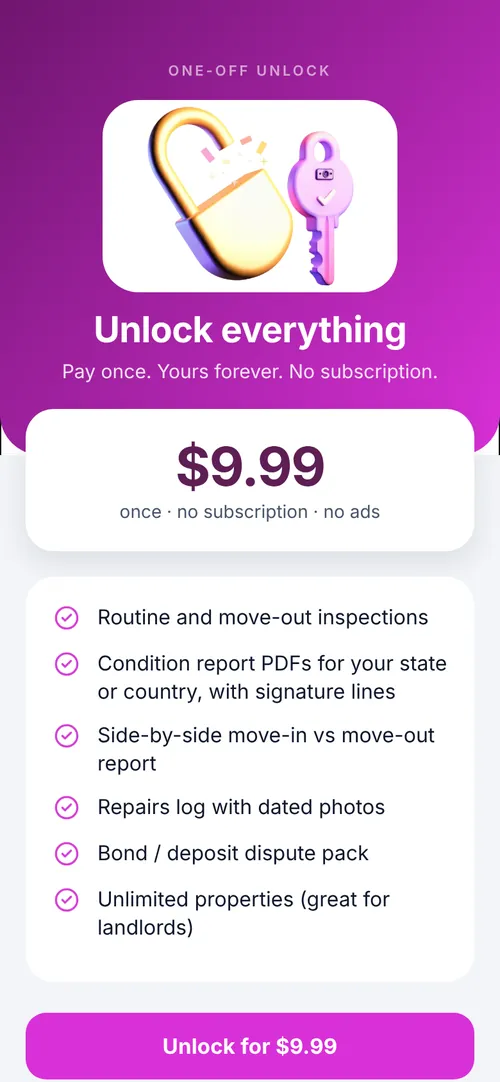 ONE-OFF UNLOCK
Unlock everything
Pay once. Yours forever. No subscription.
$9.99
once · no subscription · no ads
Routine and move-out inspections
Condition report PDFs for your state
or country, with signature lines
Side-by-side move-in vs move-out
report
Repairs log with dated photos
Bond / deposit dispute pack
Unlimited properties (great for
landlords)
Unlock for $9.99